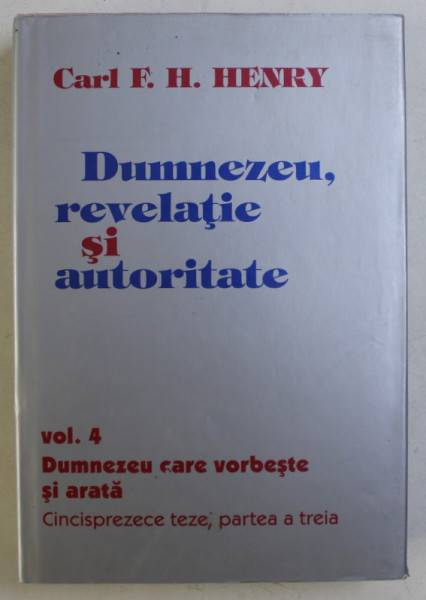 Carl F. H. HENRY
Dumnezeu,
revelaţie
şi
autoritate
vol. 4
Dumnezeu care vorbeşte
şi arată
Cincisprezece teze, partea a treia